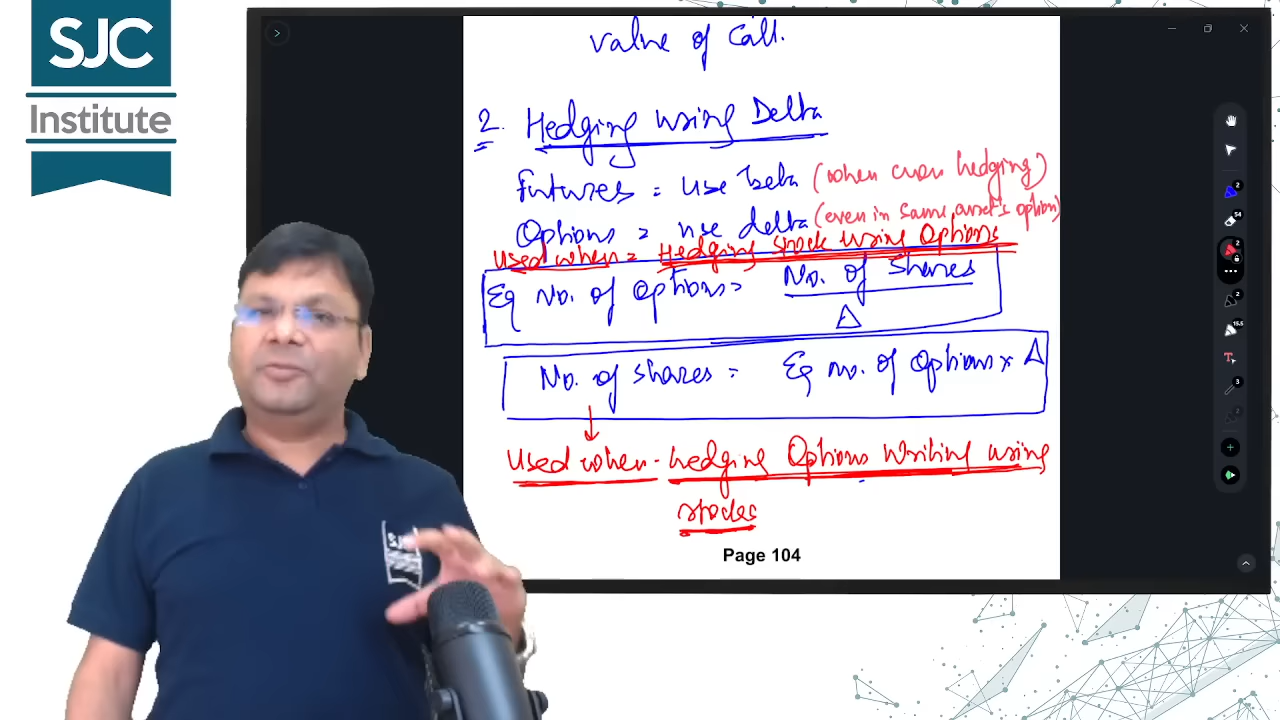 SJC
Institute
value of call.
2. Hedging using Delta
Futures = use beta (when cross hedging)
Options = use delta (even in same asset's option)
Used when = Hedging stock using Options
Eq No. of Options = No. of Shares
Δ
No. of shares = Eq no. of Options × Δ
Used when - hedging Options Writing using
stocks
Page 104
SJC